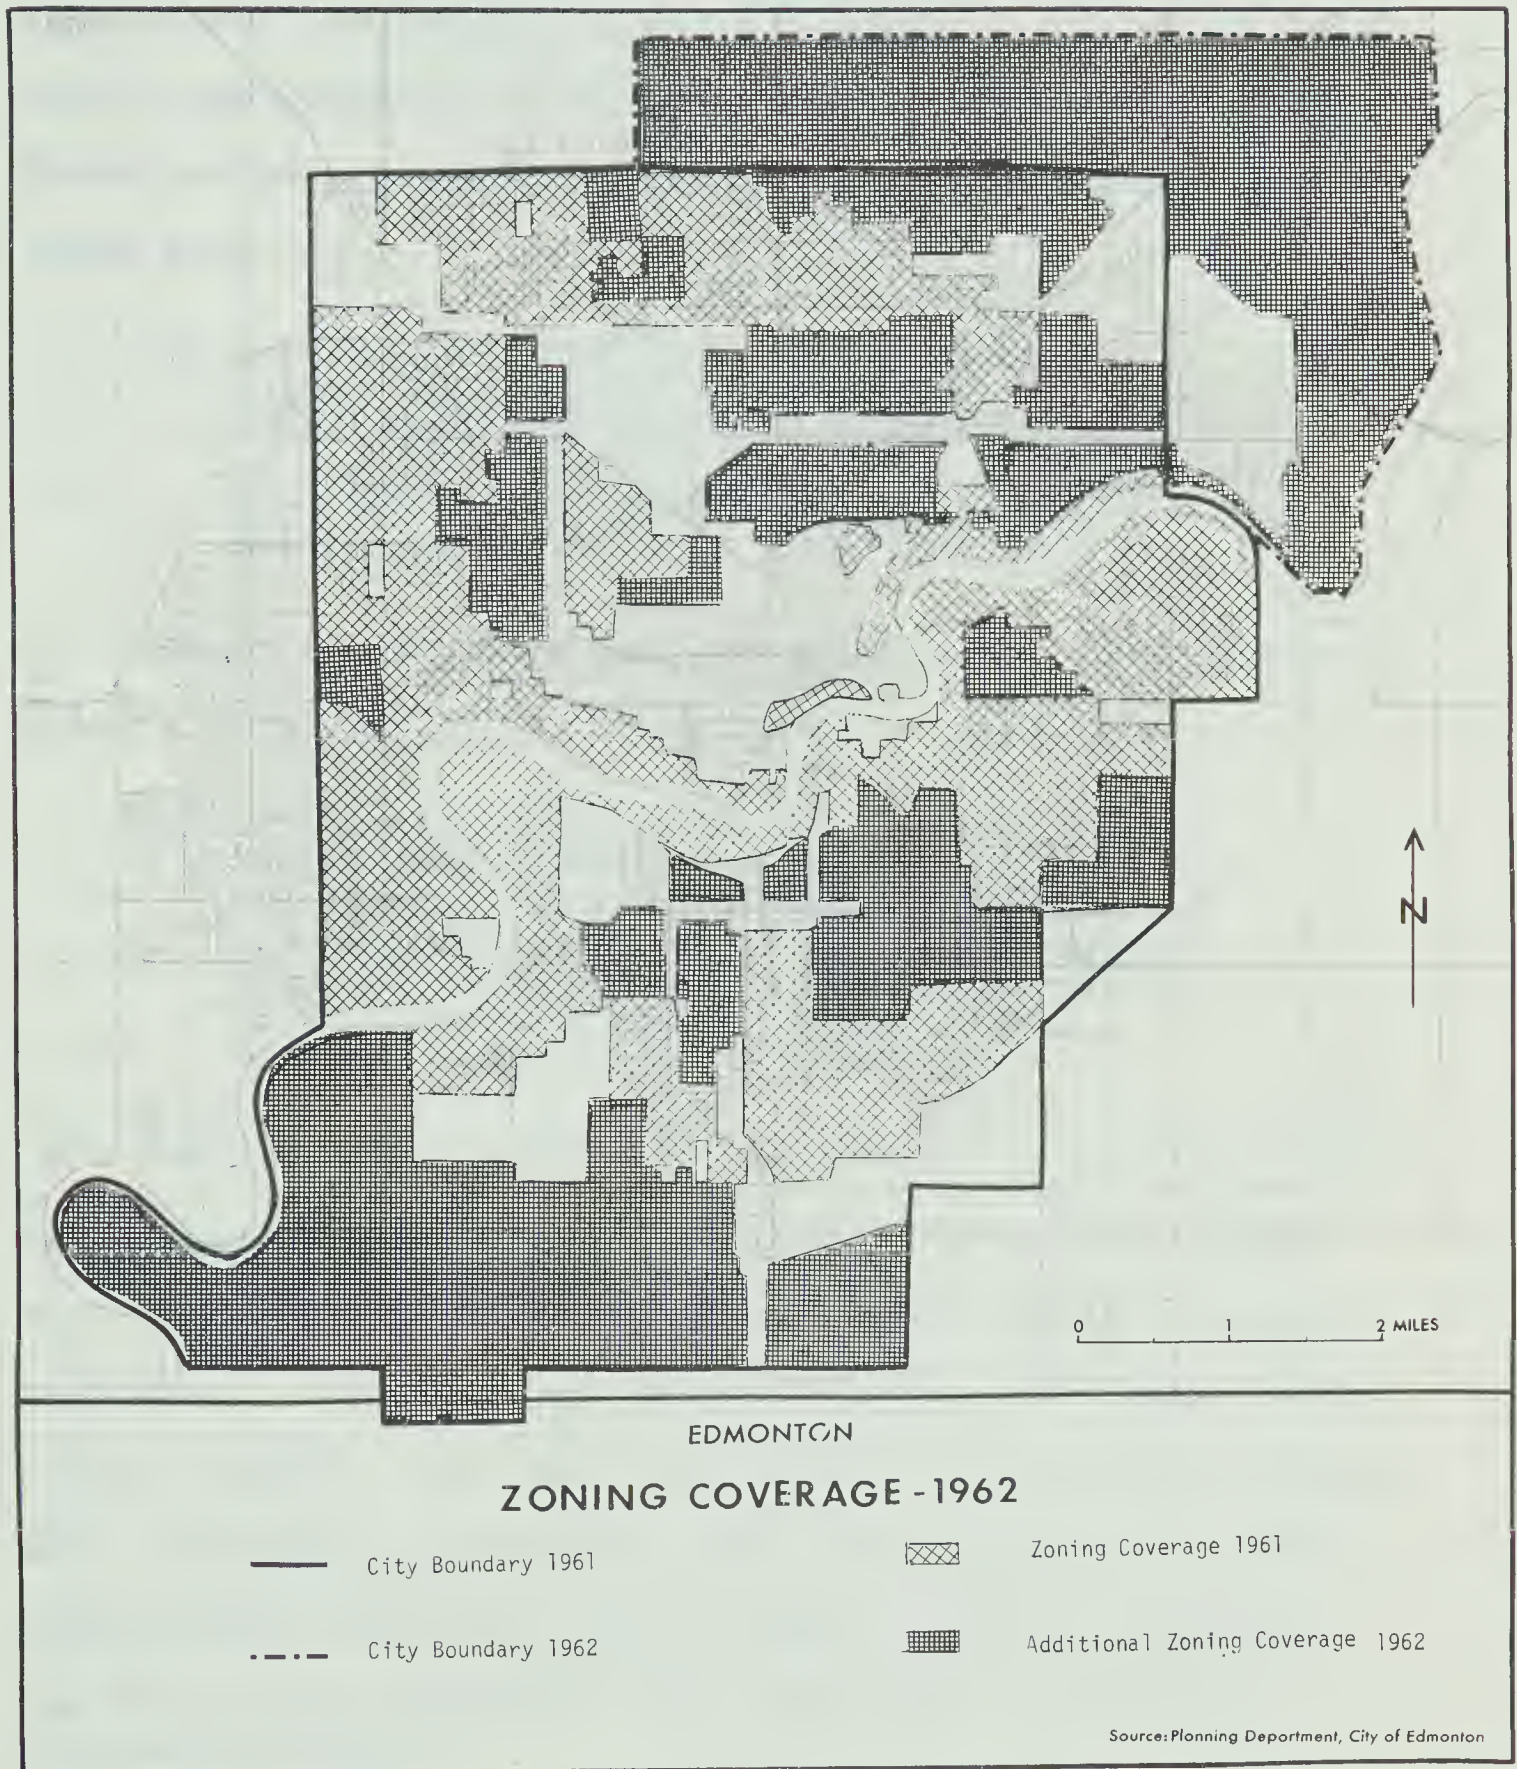 N
0 1 2 MILES
EDMONTON
ZONING COVERAGE - 1962
City Boundary 1961
Zoning Coverage 1961
City Boundary 1962
Additional Zoning Coverage 1962
Source: Planning Department, City of Edmonton